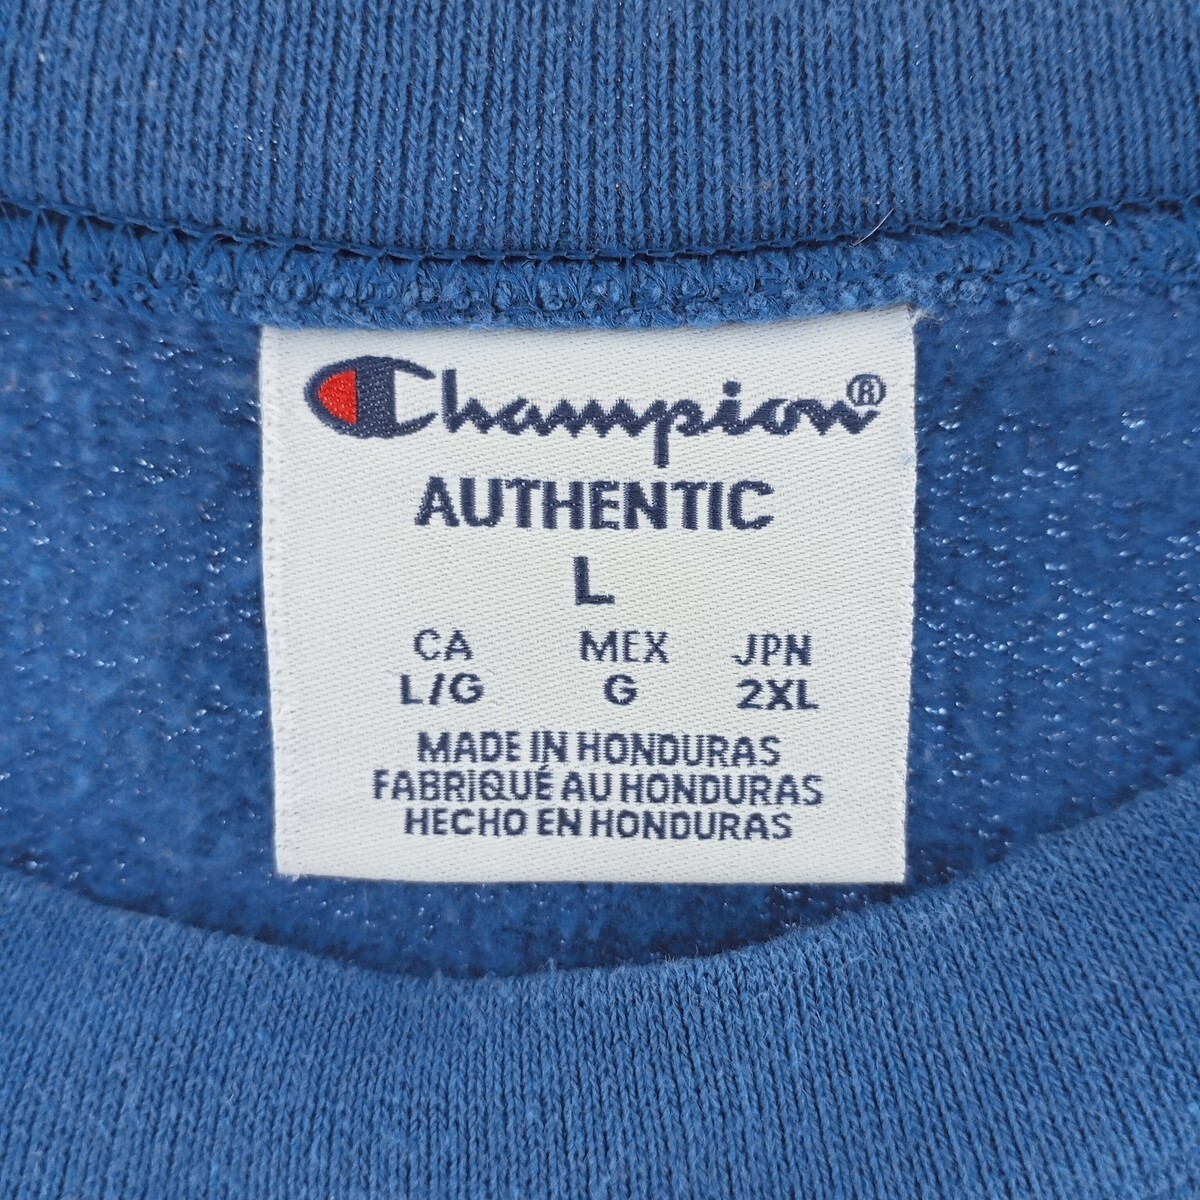 Champion®
AUTHENTIC
L
CA MEX JPN
L/G G 2XL
MADE IN HONDURAS
FABRIQUÉ AU HONDURAS
HECHO EN HONDURAS